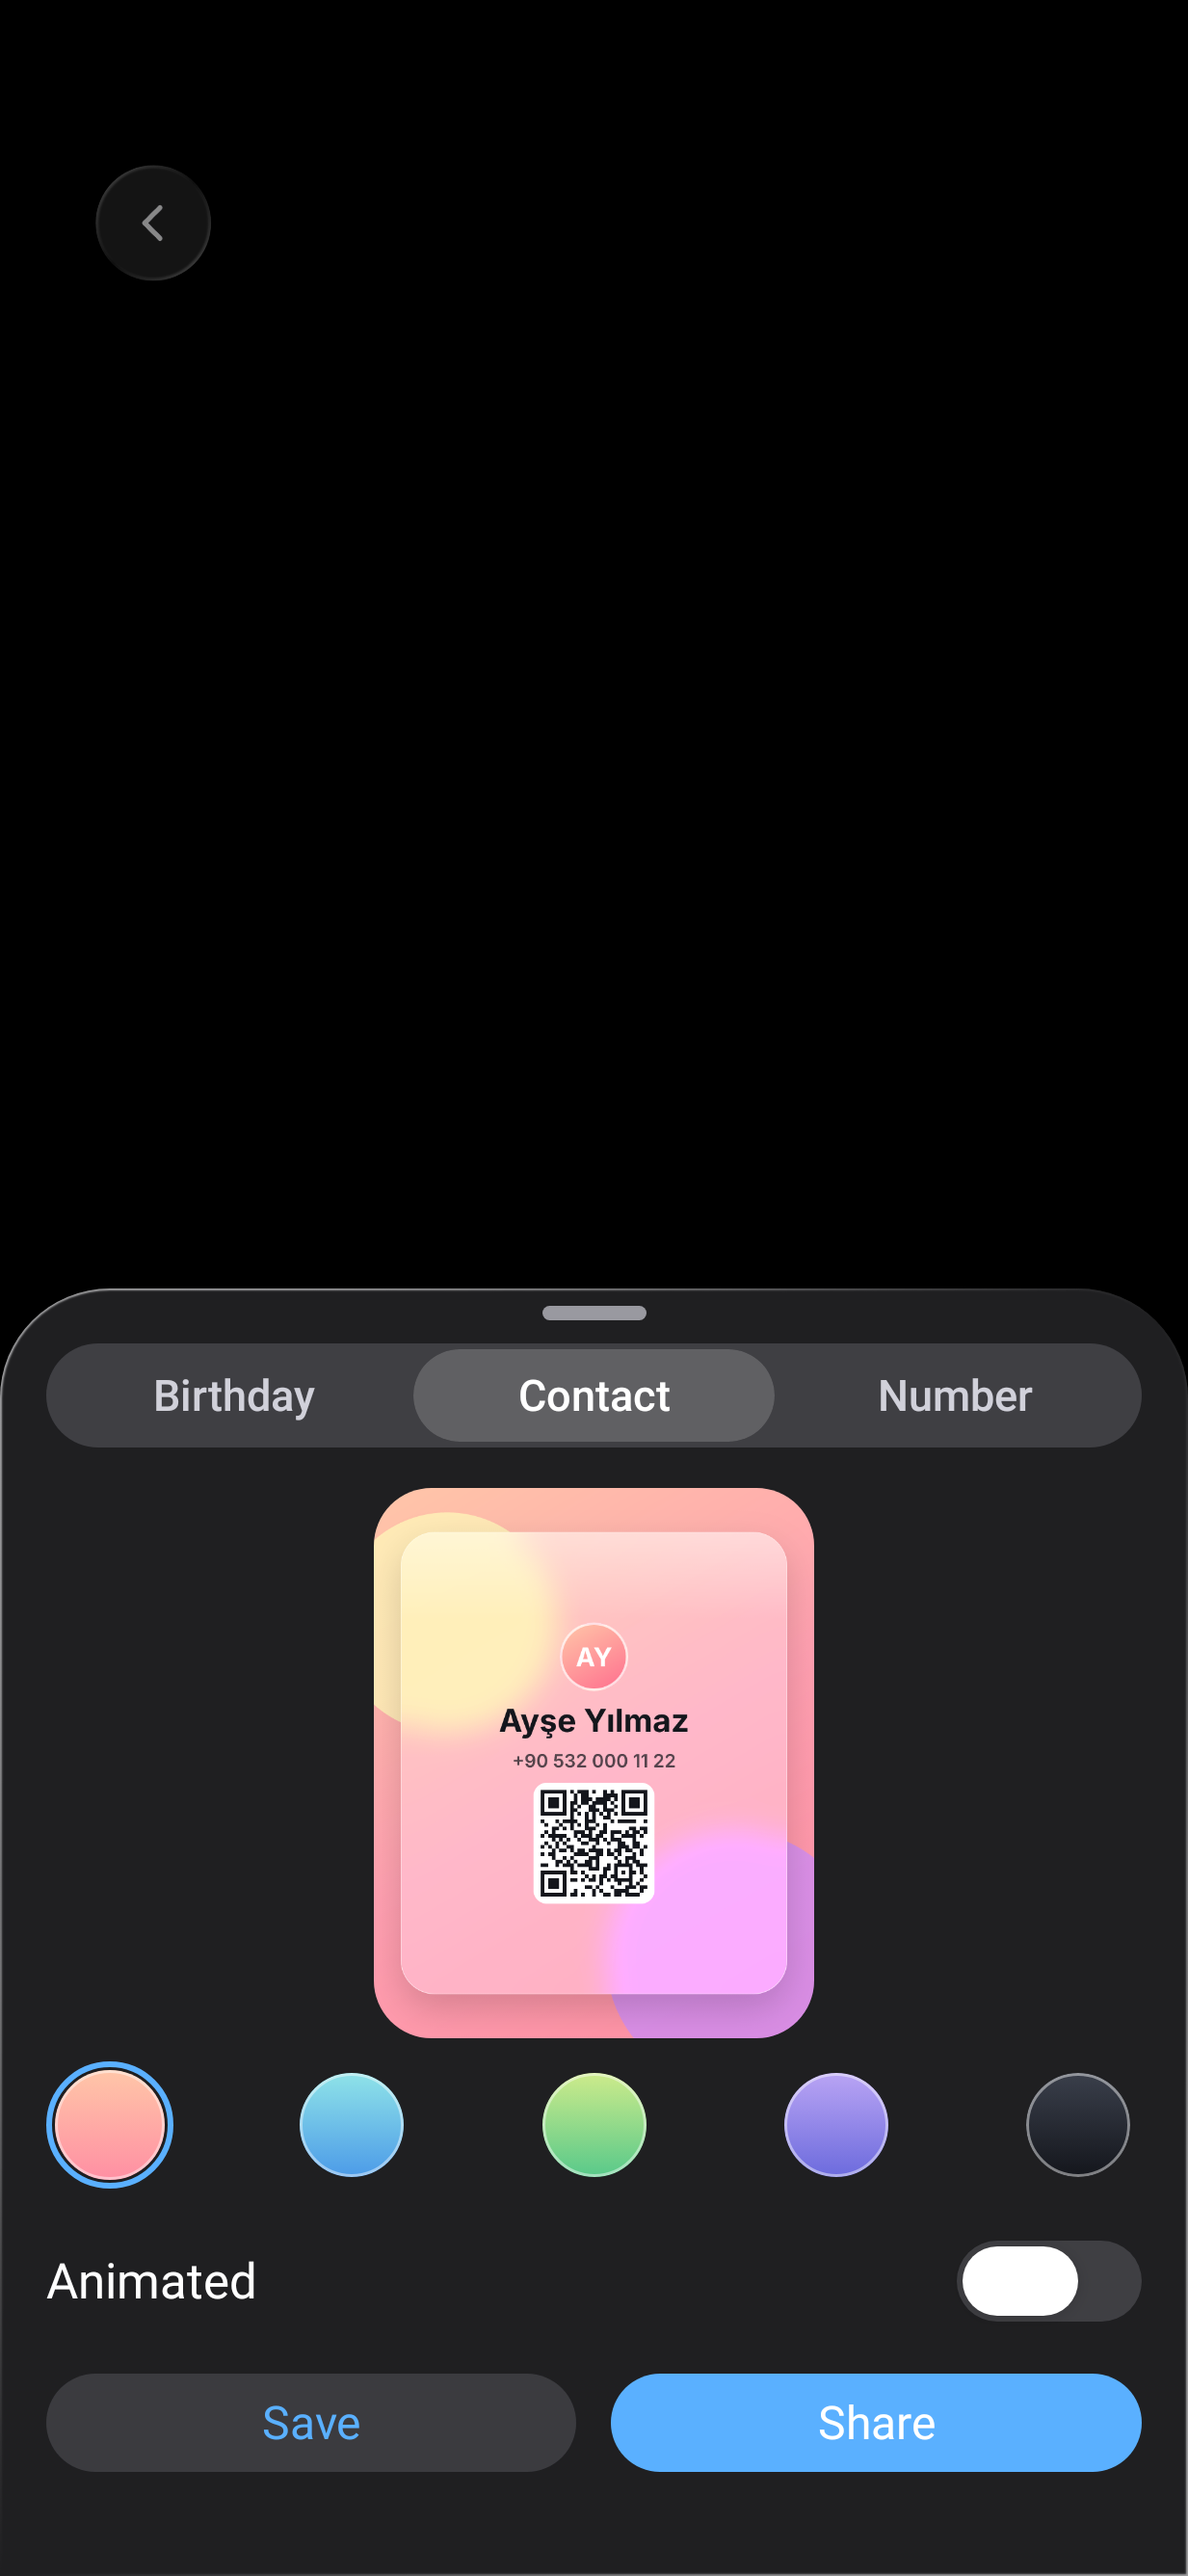 Birthday
Contact
Number
AY
Ayşe Yılmaz
+90 532 000 11 22
Animated
Save
Share